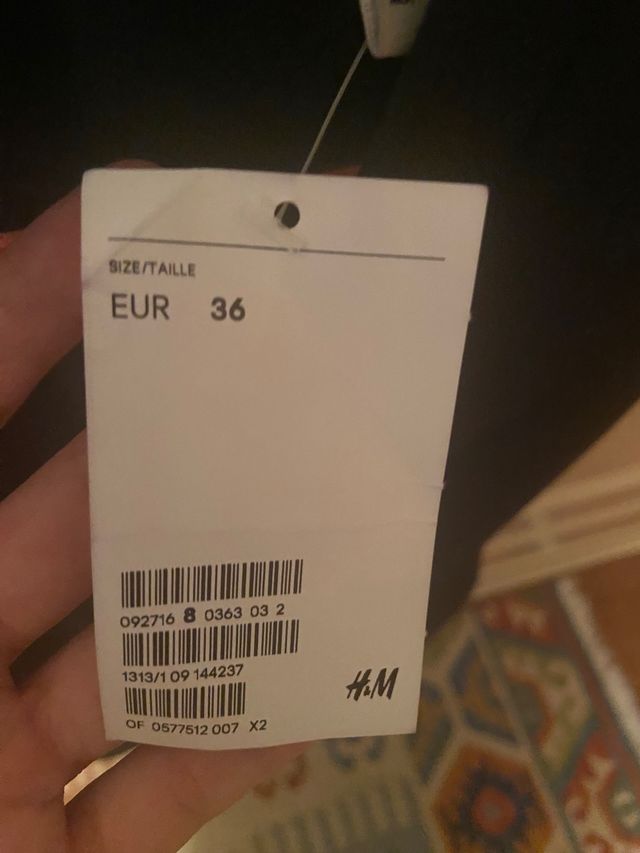 SIZE/TAILLE
EUR 36
092716 8 0363 03 2
1313/1 09 144237
H&M
OF 0577512 007 X2